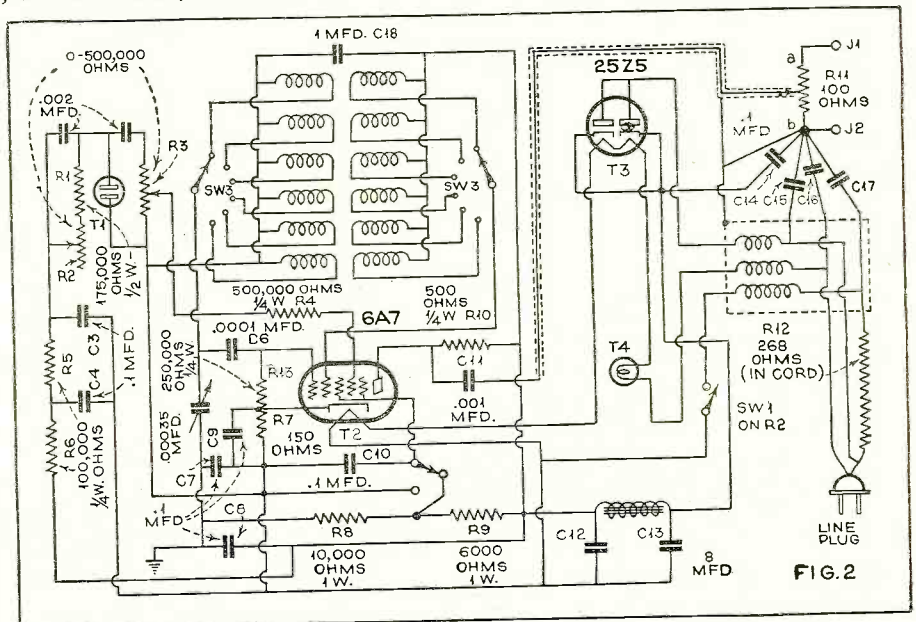 1 MFD. C18
0-500,000
OHMS
.002
MFD.
R3
R1
T1
R2
175,000
OHMS
1/2 W.
SW3
SW3
25Z5
T3
a
J1
R11
100
OHMS
b
J2
.1
MFD
C14
C15
C16
C17
500,000 OHMS
1/4 W R4
500
OHMS
1/4 W R10
6A7
.0001 MFD.
C6
R5
C3
C4
.1 MFD.
R6
100,000
1/4 W. OHMS
250,000
OHMS
1/4 W.
R13
R7
150
OHMS
T2
C11
.001
MFD.
T4
R12
268
OHMS
(IN CORD)
SW1
ON R2
.00035
MFD.
C9
C7
C10
.1 MFD.
.1
MFD
C8
R8
R9
10,000
OHMS
1 W.
6000
OHMS
1 W.
C12
C13
8
MFD
LINE
PLUG
FIG. 2